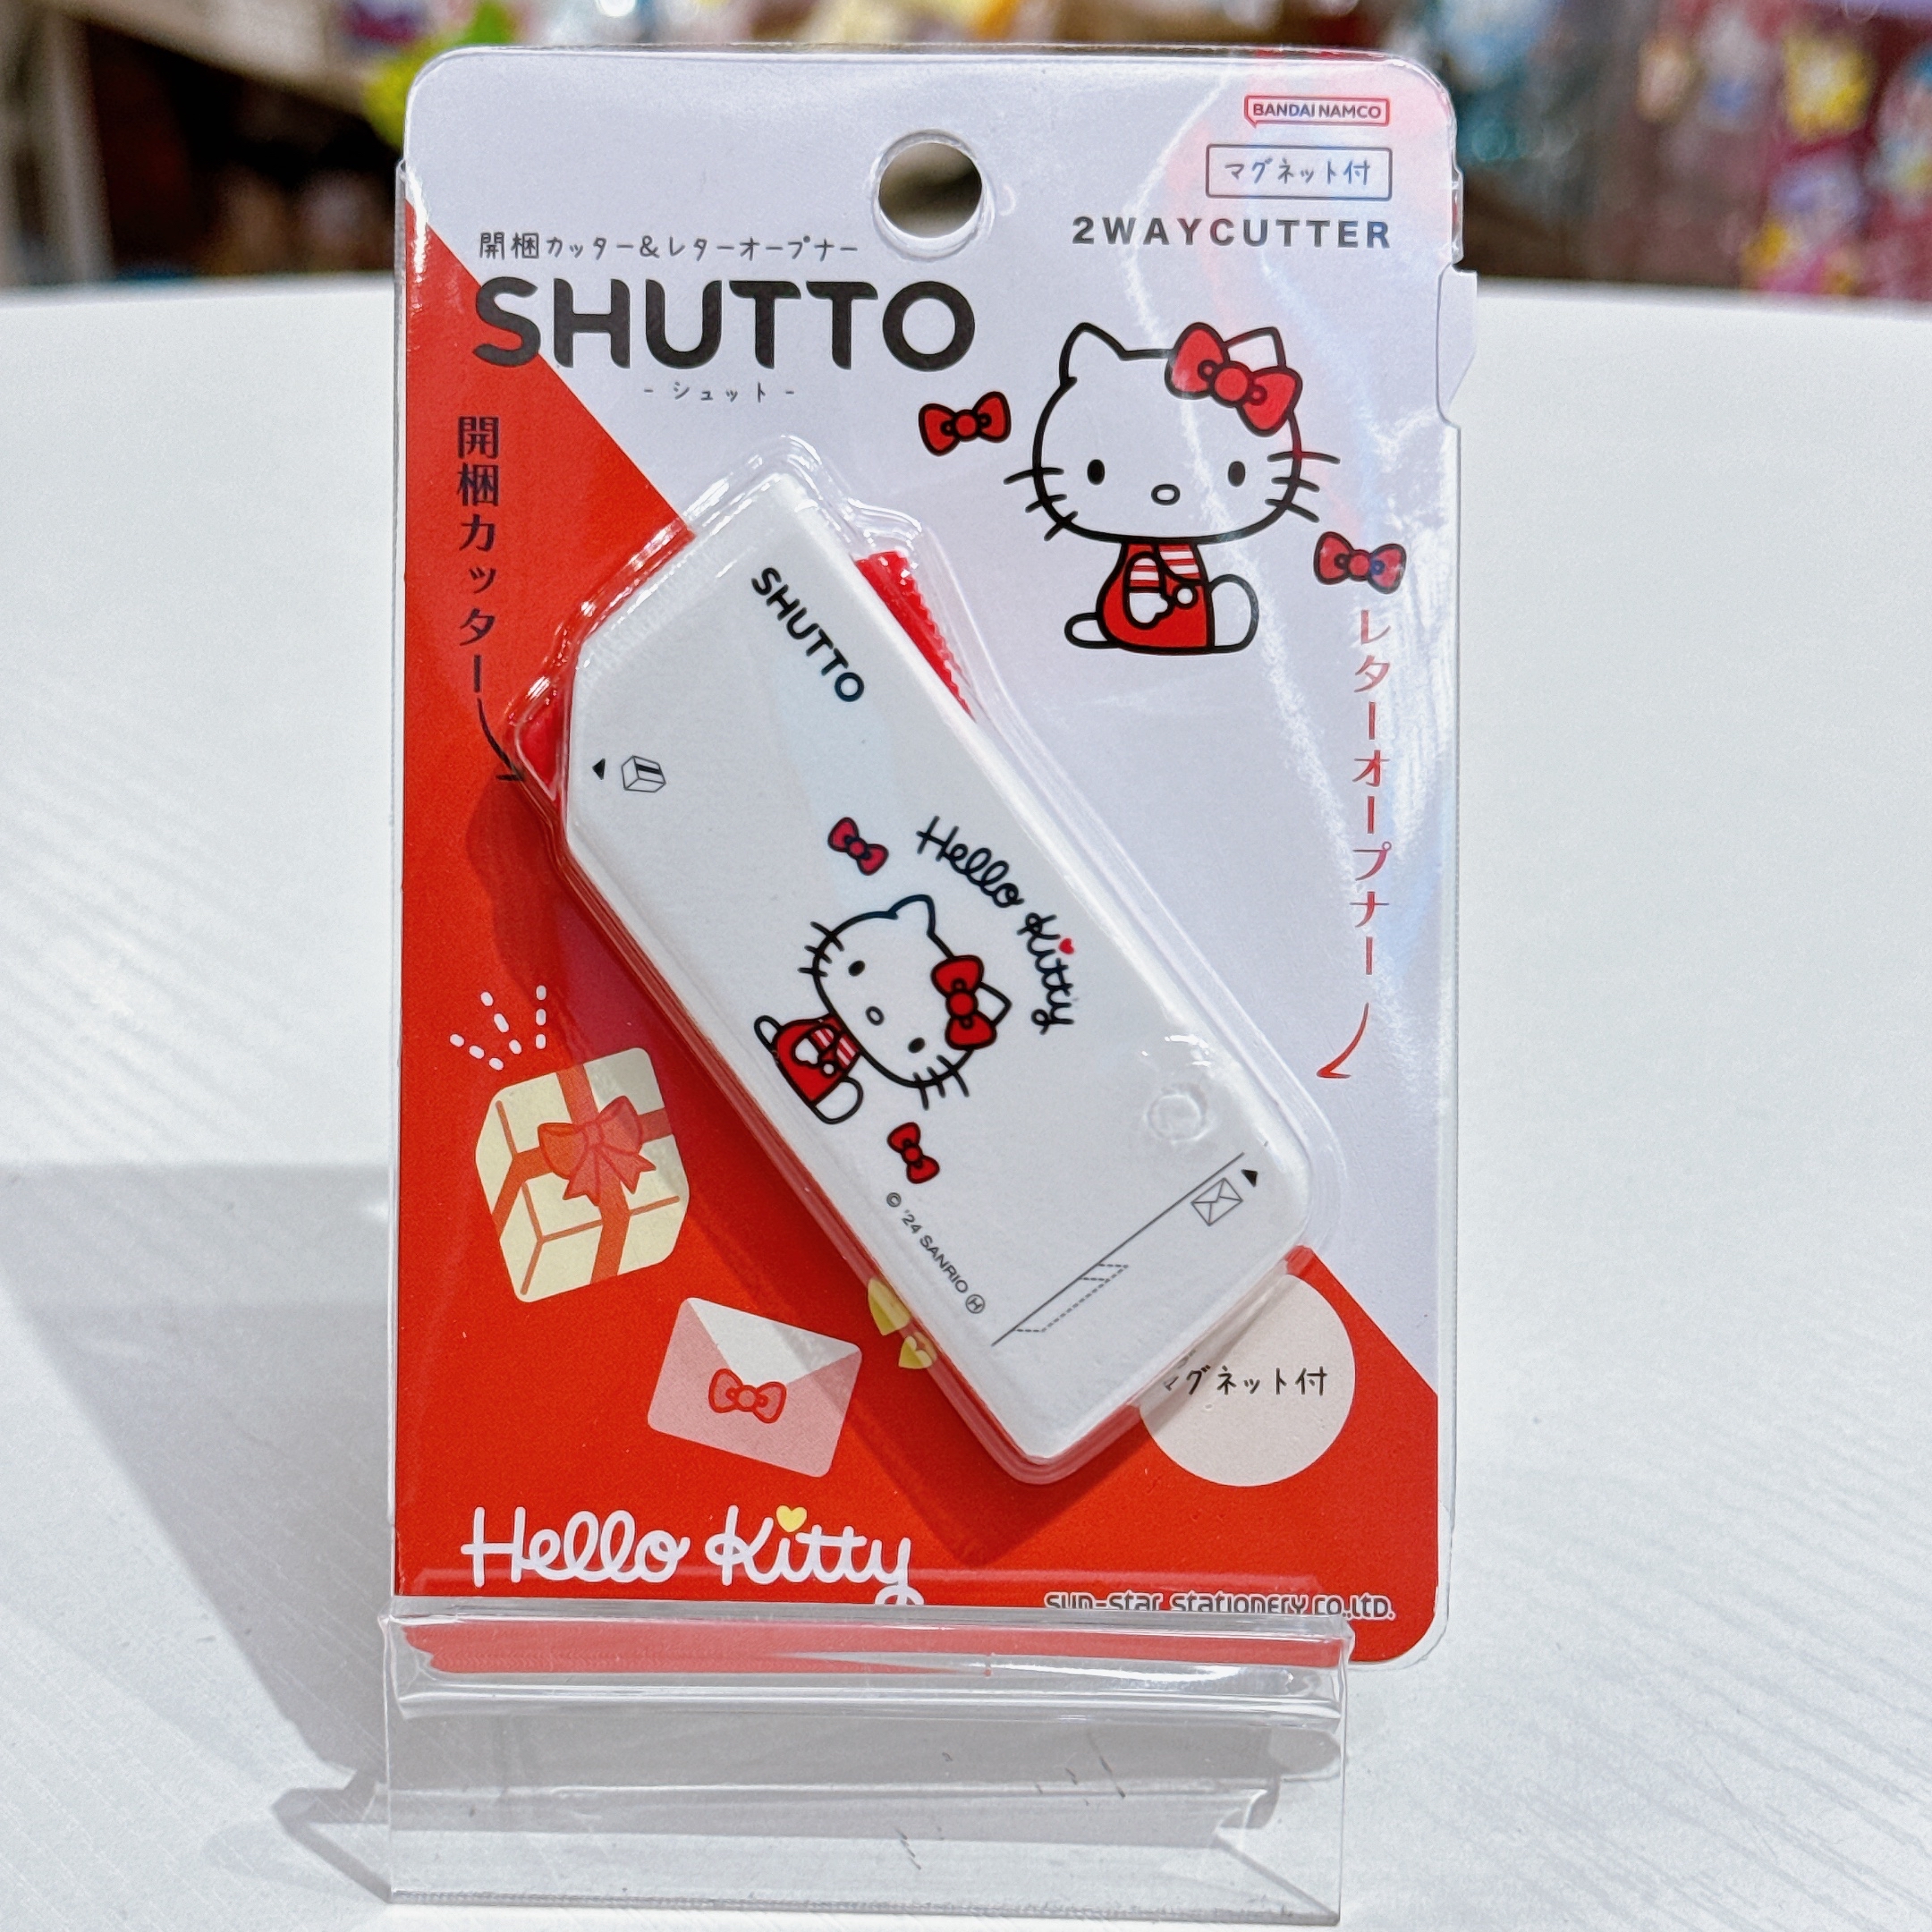 BANDAI NAMCO
マグネット付
2WAYCUTTER
開梱カッター&レターオープナー
SHUTTO
- シュット -
開梱カッター
レターオープナー
SHUTTO
Hello Kitty
© '24 SANRIO Ⓗ
グネット付
Hello Kitty
SUN-STAR STATIONERY CO.,LTD.